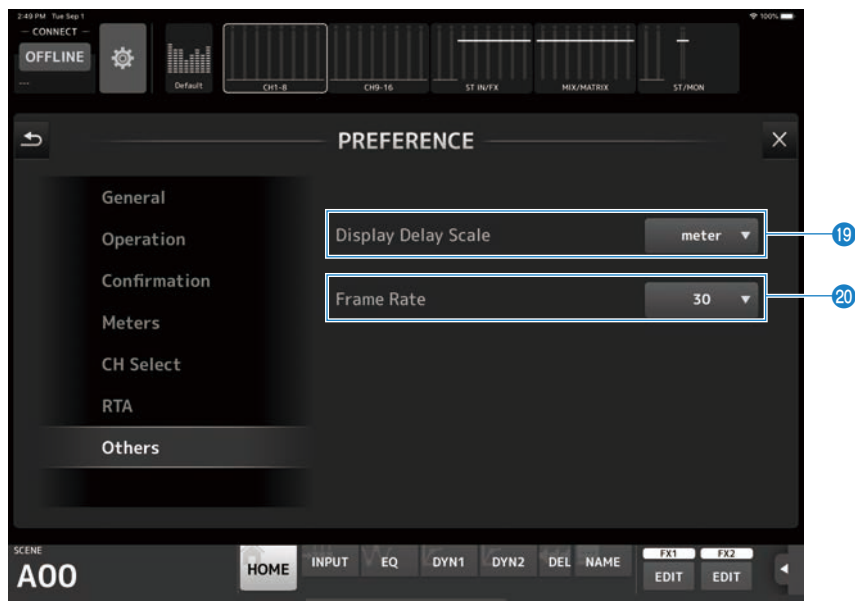 2:49 PM Tue Sep 1
100%
CONNECT
OFFLINE
---
Default
CH1-8
CH9-16
ST IN/FX
MIX/MATRIX
ST/MON
PREFERENCE
General
Operation
Confirmation
Meters
CH Select
RTA
Others
Display Delay Scale
meter
19
Frame Rate
30
20
SCENE
A00
HOME
INPUT
EQ
DYN1
DYN2
DEL
NAME
FX1
EDIT
FX2
EDIT